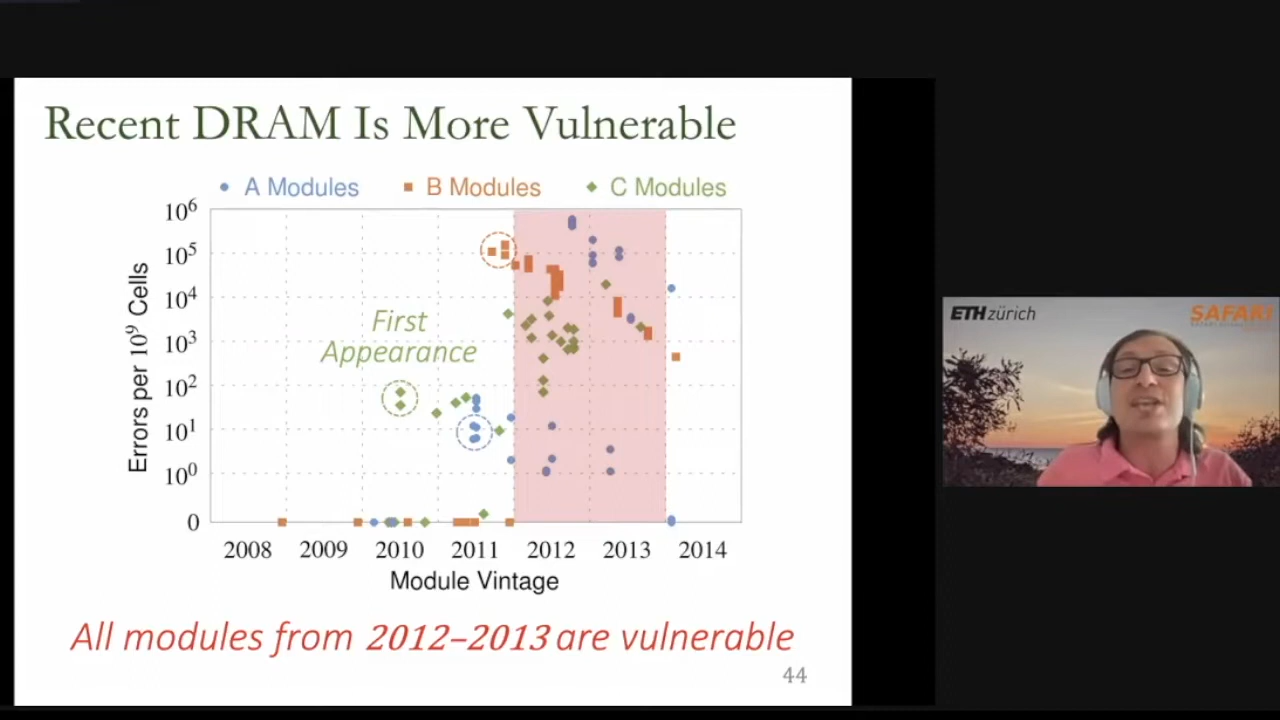 Recent DRAM Is More Vulnerable
A Modules B Modules C Modules
10⁶
10⁵
10⁴
10³
10²
10¹
10⁰
0
Errors per 10⁹ Cells
First
Appearance
2008 2009 2010 2011 2012 2013 2014
Module Vintage
All modules from 2012–2013 are vulnerable
44
ETH zürich
SAFARI